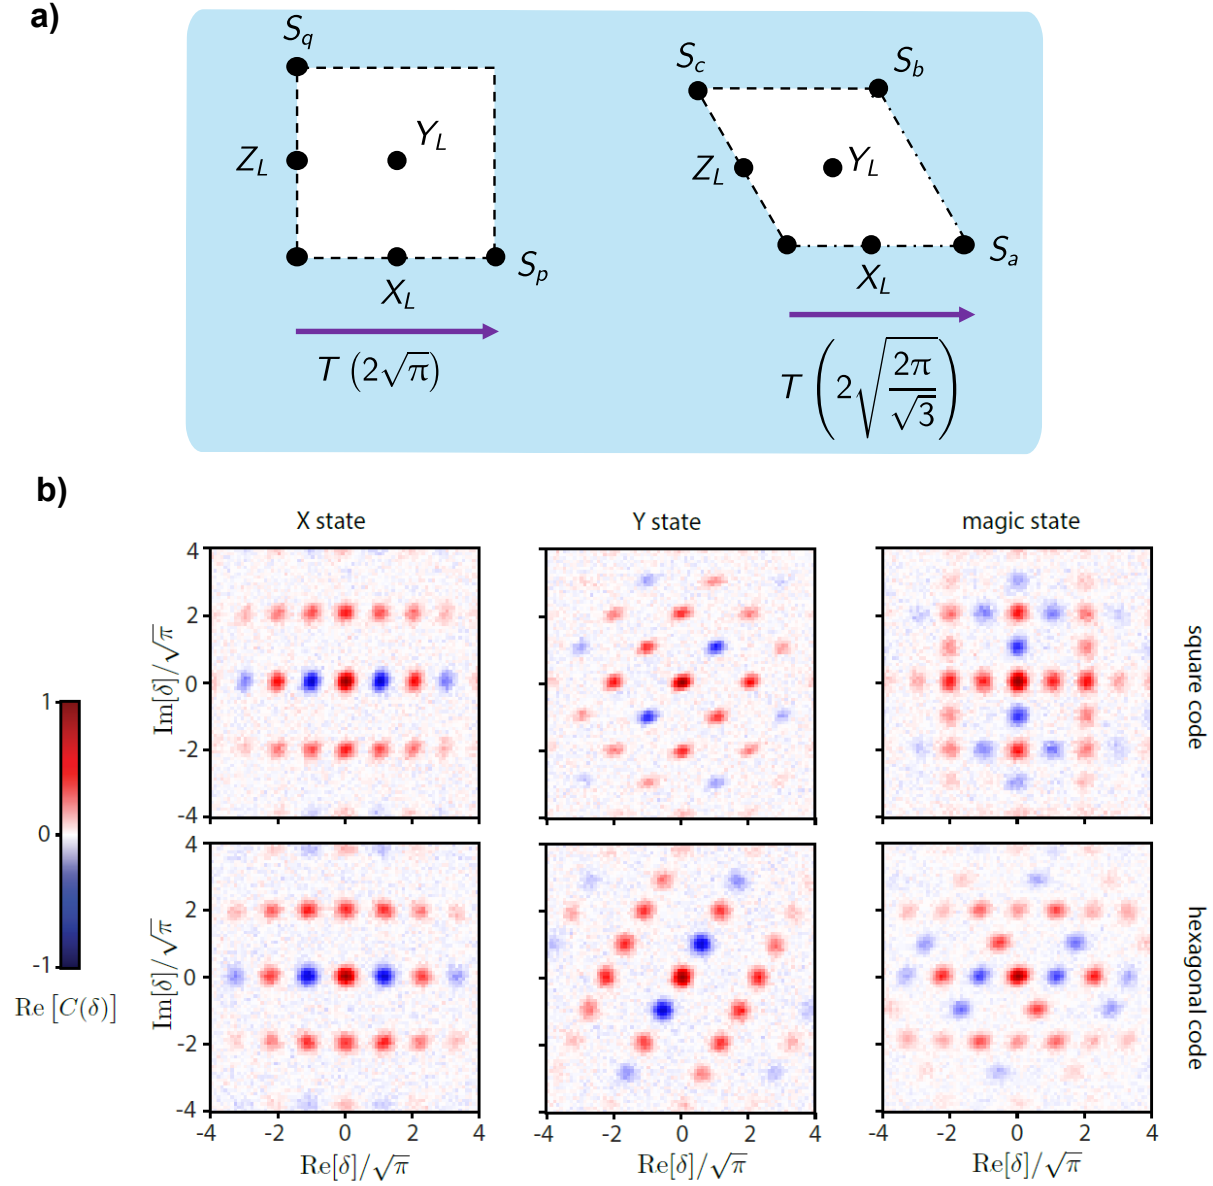 a)
S_q
Z_L
Y_L
X_L
S_p
T (2√π)
S_c
S_b
Z_L
Y_L
X_L
S_a
T (2√(2π/√3))
b)
X state
Y state
magic state
4
2
0
-2
-4
Im[δ]/√π
square code
1
0
-1
Re [C(δ)]
4
2
0
-2
-4
Im[δ]/√π
hexagonal code
-4
-2
0
2
4
-4
-2
0
2
4
-4
-2
0
2
4
Re[δ]/√π
Re[δ]/√π
Re[δ]/√π